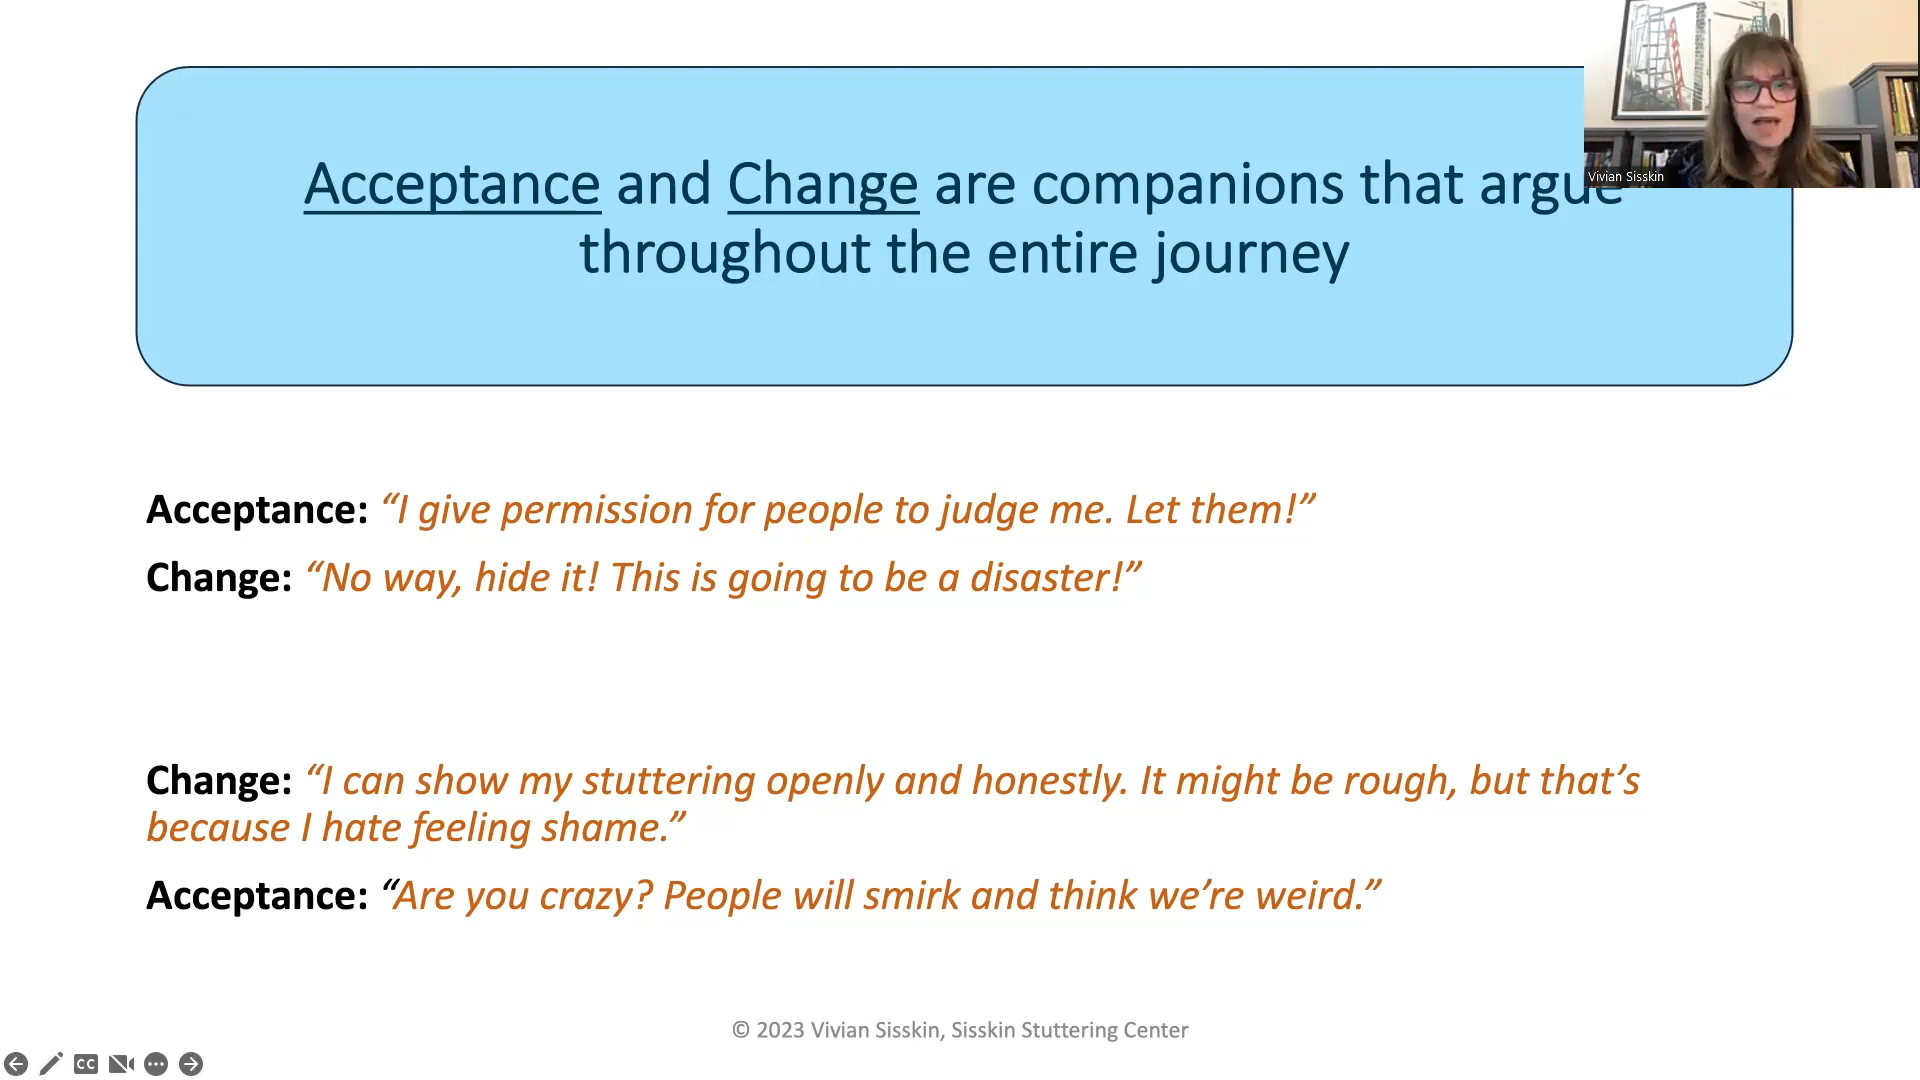 Acceptance and Change are companions that argue
throughout the entire journey
Vivian Sisskin
Acceptance: “I give permission for people to judge me. Let them!”
Change: “No way, hide it! This is going to be a disaster!”
Change: “I can show my stuttering openly and honestly. It might be rough, but that’s
because I hate feeling shame.”
Acceptance: “Are you crazy? People will smirk and think we’re weird.”
© 2023 Vivian Sisskin, Sisskin Stuttering Center
CC